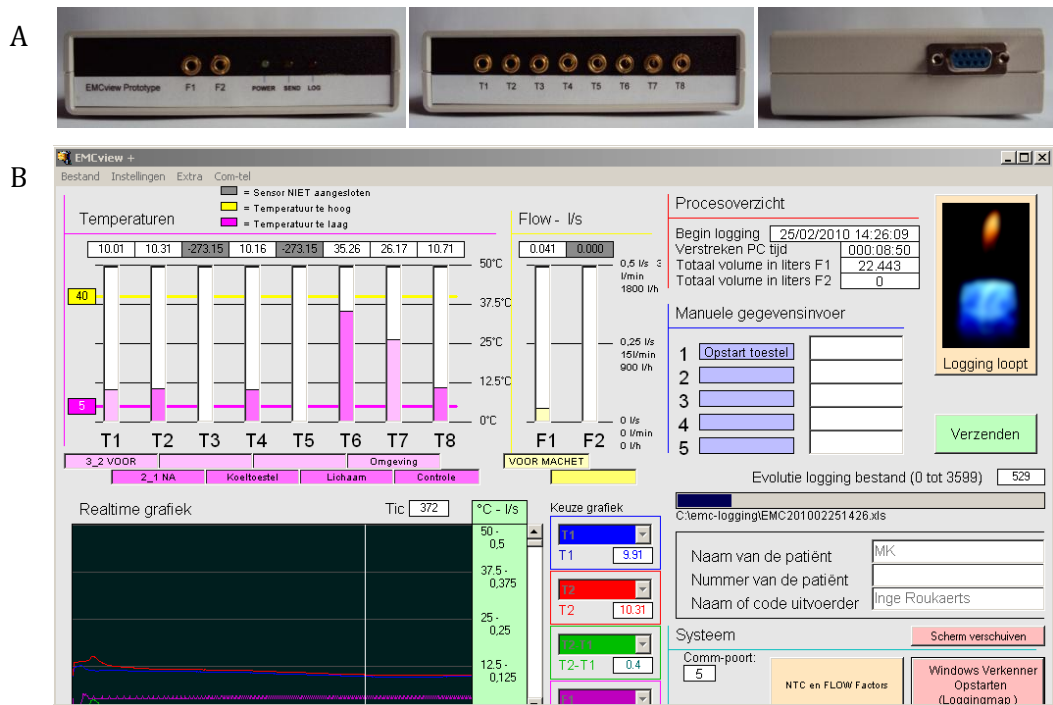 A
EMCview Prototype F1 F2 POWER SEND LOG
T1 T2 T3 T4 T5 T6 T7 T8
B
EMCview +
Bestand Instellingen Extra Com-tel
= Sensor NIET aangesloten
= Temperatuur te hoog
= Temperatuur te laag
Temperaturen
10.01 10.31 -273.15 10.16 -273.15 35.26 26.17 10.71
50°C
40
37.5°C
25°C
12.5°C
5
0°C
T1 T2 T3 T4 T5 T6 T7 T8
3_2 VOOR Omgeving
2_1 NA Koeltoestel Lichaam Controle
Flow - l/s
0.041 0.000
0,5 l/s 3
l/min
1800 l/h
0,25 l/s
15l/min
900 l/h
0 l/s
0 l/min
0 l/h
F1 F2
VOOR MACHET
Procesoverzicht
Begin logging 25/02/2010 14:26:09
Verstreken PC tijd 000:08:50
Totaal volume in liters F1 22.443
Totaal volume in liters F2 0
Manuele gegevensinvoer
1 Opstart toestel
2
3
4
5
Logging loopt
Verzenden
Evolutie logging bestand (0 tot 3599) 529
C:\emc-logging\EMC201002251426.xls
Realtime grafiek Tic 372
°C - l/s
50 -
0,5
37.5 -
0,375
25 -
0,25
12.5 -
0,125
Keuze grafiek
T1
T1 9.91
T2
T2 10.31
T2-T1
T2-T1 0.4
F1
Naam van de patiënt MK
Nummer van de patiënt
Naam of code uitvoerder Inge Roukaerts
Systeem Scherm verschuiven
Comm-poort:
5
NTC en FLOW Factors
Windows Verkenner
Opstarten
(Loggingmap )